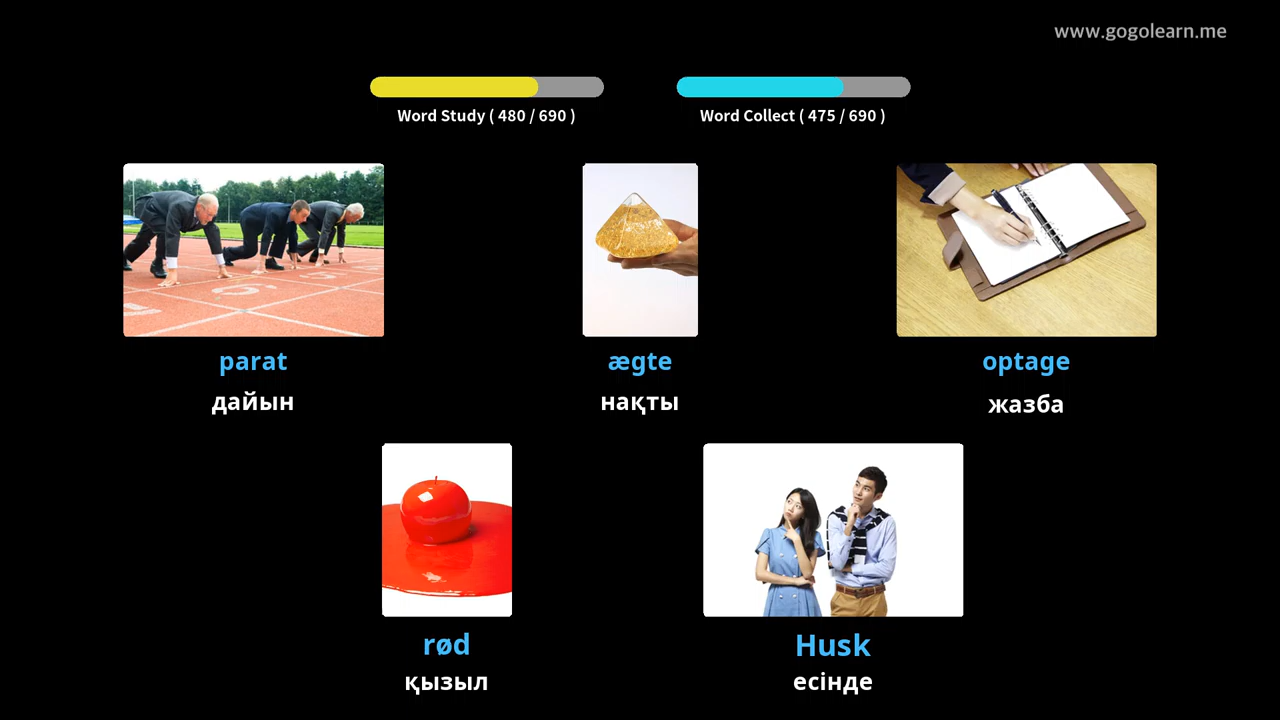 www.gogolearn.me
Word Study ( 480 / 690 )
Word Collect ( 475 / 690 )
parat
дайын
ægte
нақты
optage
жазба
rød
қызыл
Husk
есінде